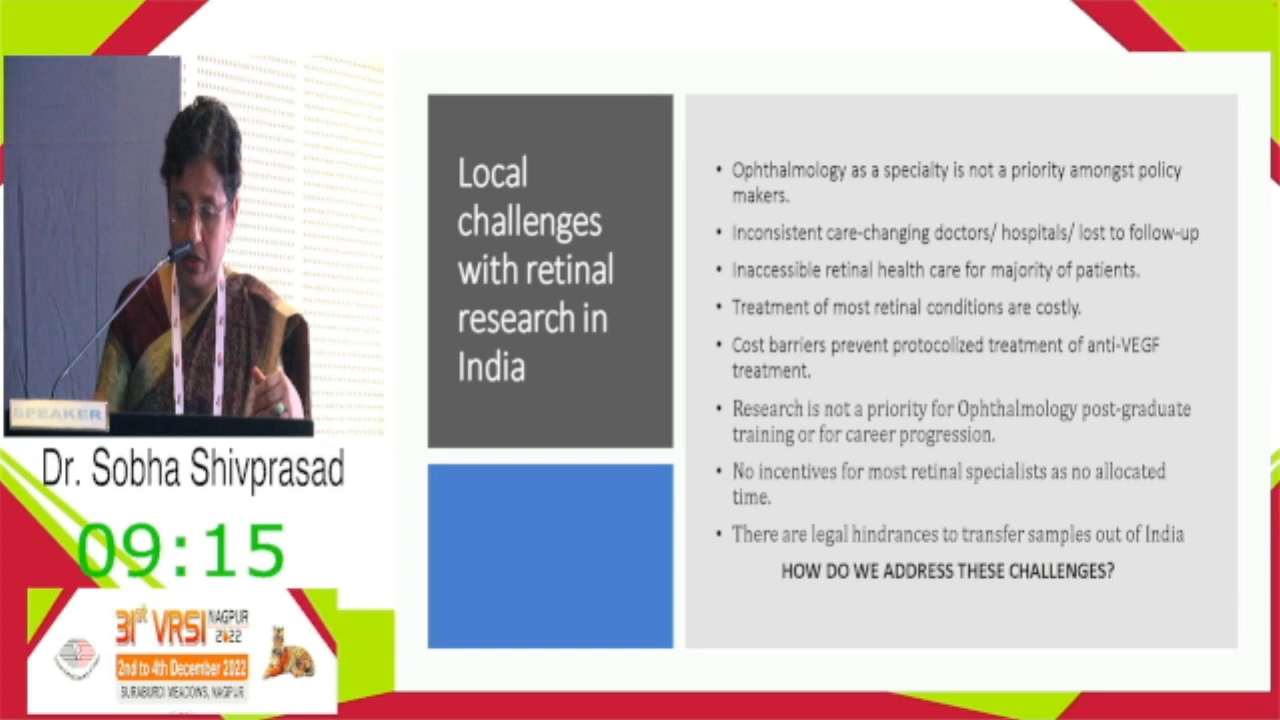 Local
challenges
with retinal
research in
India
• Ophthalmology as a specialty is not a priority amongst policy
makers.
• Inconsistent care-changing doctors/ hospitals/ lost to follow-up
• Inaccessible retinal health care for majority of patients.
• Treatment of most retinal conditions are costly.
• Cost barriers prevent protocolized treatment of anti-VEGF
treatment.
• Research is not a priority for Ophthalmology post-graduate
training or for career progression.
• No incentives for most retinal specialists as no allocated
time.
• There are legal hindrances to transfer samples out of India
HOW DO WE ADDRESS THESE CHALLENGES?
SPEAKER
Dr. Sobha Shivprasad
09:15
31st VRSI NAGPUR
2022
2nd to 4th December 2022
SURABURDI MEADOWS, NAGPUR